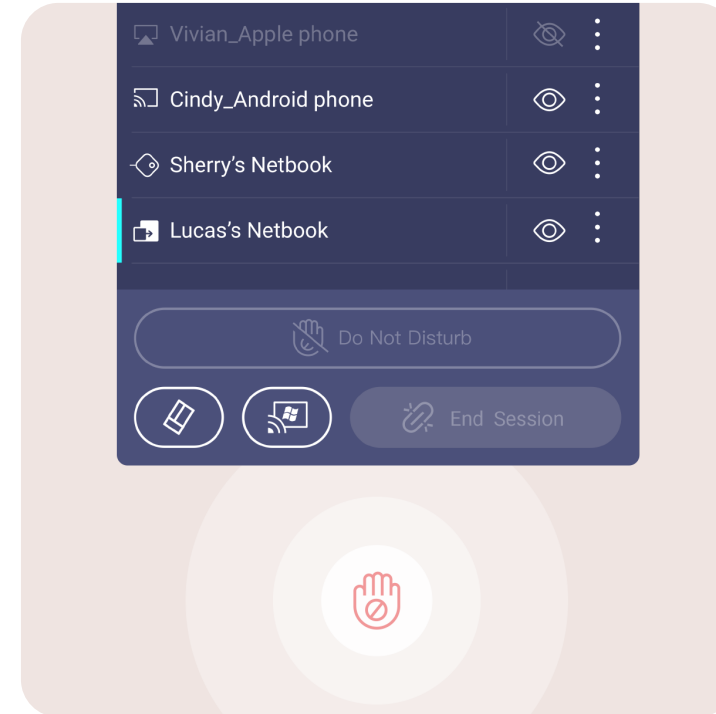 Vivian_Apple phone
Cindy_Android phone
Sherry’s Netbook
Lucas’s Netbook
Do Not Disturb
End Session